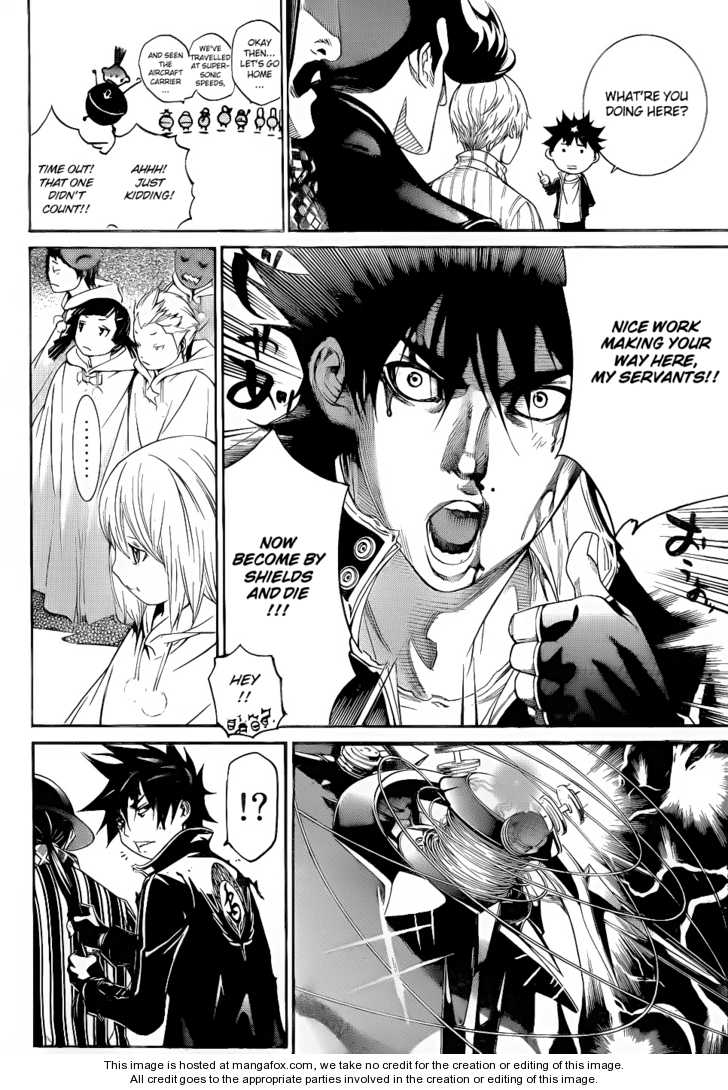 WHAT'RE YOU
DOING HERE?
OKAY
THEN...
LET'S GO
HOME
...
WE'VE
TRAVELLED
AT SUPER-
SONIC
SPEEDS,
AND SEEN
THE
AIRCRAFT
CARRIER
...
AHHH!
JUST
KIDDING!
TIME OUT!
THAT ONE
DIDN'T
COUNT!!
NICE WORK
MAKING YOUR
WAY HERE,
MY SERVANTS!!
NOW
BECOME BY
SHIELDS
AND DIE
!!!
......
HEY
!!
!?
This image is hosted at mangafox.com, we take no credit for the creation or editing of this image.
All credit goes to the appropriate parties involved in the creation or editing of this image.